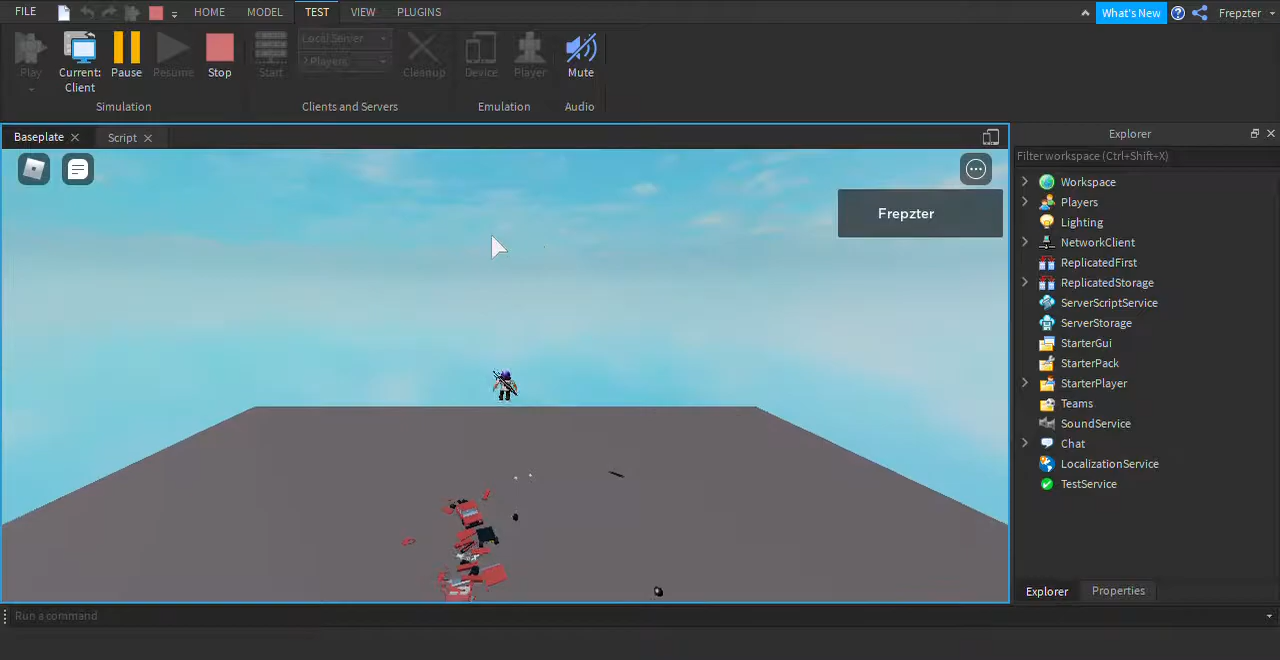 FILE HOME MODEL TEST VIEW PLUGINS What's New Frepzter
Play Current: Client Pause Resume Stop Start Local Server Cleanup Device Player Mute
? Players
Simulation Clients and Servers Emulation Audio
Baseplate Script Explorer
Filter workspace (Ctrl+Shift+X)
Frepzter
Workspace
Players
Lighting
NetworkClient
ReplicatedFirst
ReplicatedStorage
ServerScriptService
ServerStorage
StarterGui
StarterPack
StarterPlayer
Teams
SoundService
Chat
LocalizationService
TestService
Explorer Properties
Run a command